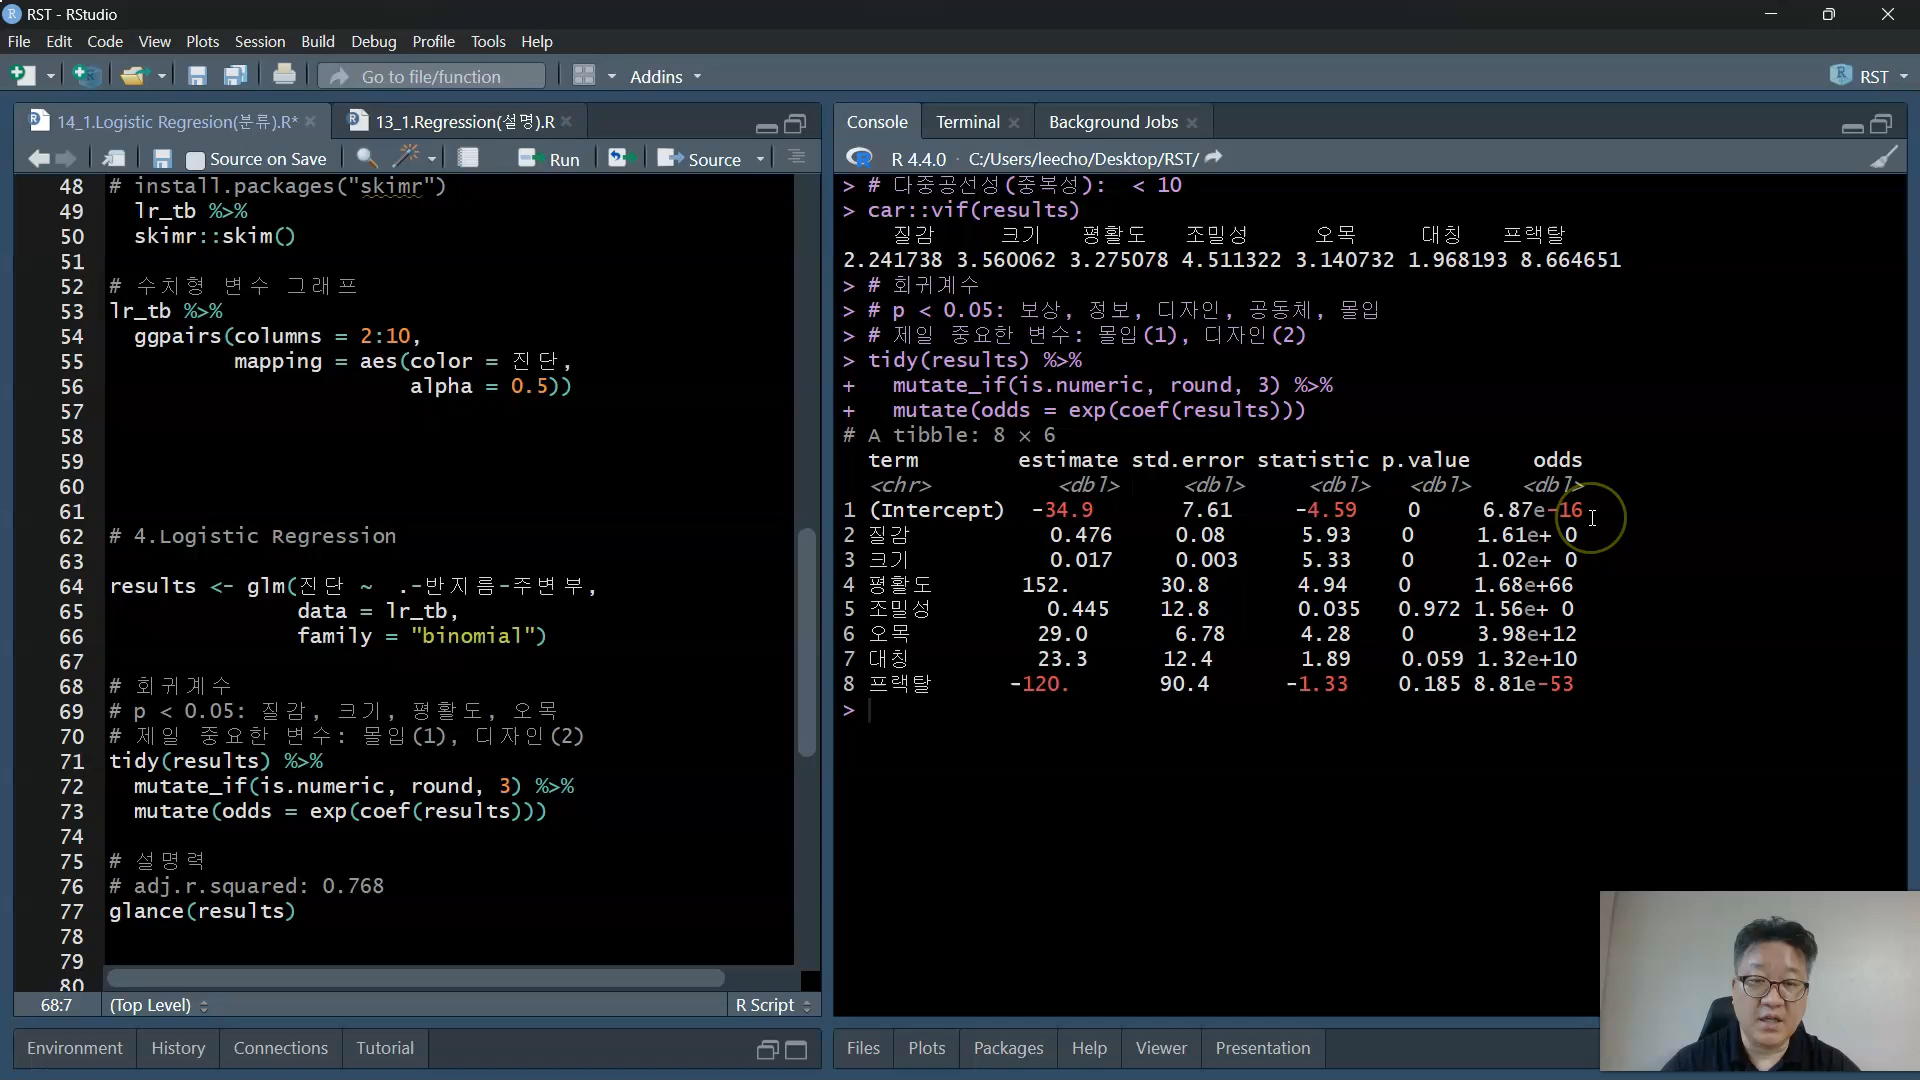 RST - RStudio
File Edit Code View Plots Session Build Debug Profile Tools Help
Go to file/function Addins RST
14_1.Logistic Regresion(분류).R* 13_1.Regression(설명).R
Source on Save Run Source
48 # install.packages("skimr")
49 lr_tb %>%
50 skimr::skim()
51
52 # 수치형 변수 그래프
53 lr_tb %>%
54 ggpairs(columns = 2:10,
55 mapping = aes(color = 진단,
56 alpha = 0.5))
57
58
59
60
61
62 # 4.Logistic Regression
63
64 results <- glm(진단 ~ .-반지름-주변부,
65 data = lr_tb,
66 family = "binomial")
67
68 # 회귀계수
69 # p < 0.05: 질감, 크기, 평활도, 오목
70 # 제일 중요한 변수: 몰입(1), 디자인(2)
71 tidy(results) %>%
72 mutate_if(is.numeric, round, 3) %>%
73 mutate(odds = exp(coef(results)))
74
75 # 설명력
76 # adj.r.squared: 0.768
77 glance(results)
78
79
80
68:7 (Top Level) R Script
Environment History Connections Tutorial
Console Terminal Background Jobs
R 4.4.0 · C:/Users/leecho/Desktop/RST/
> # 다중공선성(중복성): < 10
> car::vif(results)
질감 크기 평활도 조밀성 오목 대칭 프랙탈
2.241738 3.560062 3.275078 4.511322 3.140732 1.968193 8.664651
> # 회귀계수
> # p < 0.05: 보상, 정보, 디자인, 공동체, 몰입
> # 제일 중요한 변수: 몰입(1), 디자인(2)
> tidy(results) %>%
+ mutate_if(is.numeric, round, 3) %>%
+ mutate(odds = exp(coef(results)))
# A tibble: 8 × 6
term estimate std.error statistic p.value odds
<chr> <dbl> <dbl> <dbl> <dbl> <dbl>
1 (Intercept) -34.9 7.61 -4.59 0 6.87e-16
2 질감 0.476 0.08 5.93 0 1.61e+ 0
3 크기 0.017 0.003 5.33 0 1.02e+ 0
4 평활도 152. 30.8 4.94 0 1.68e+66
5 조밀성 0.445 12.8 0.035 0.972 1.56e+ 0
6 오목 29.0 6.78 4.28 0 3.98e+12
7 대칭 23.3 12.4 1.89 0.059 1.32e+10
8 프랙탈 -120. 90.4 -1.33 0.185 8.81e-53
>
Files Plots Packages Help Viewer Presentation